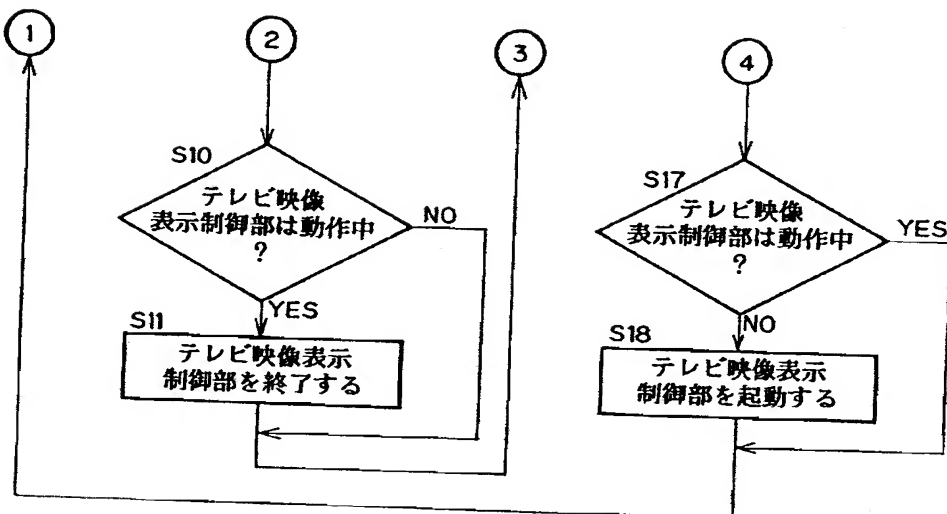 1
2
3
4
S10
テレビ映像
表示制御部は動作中
?
NO
YES
S11
テレビ映像表示
制御部を終了する
S17
テレビ映像
表示制御部は動作中
?
YES
NO
S18
テレビ映像表示
制御部を起動する